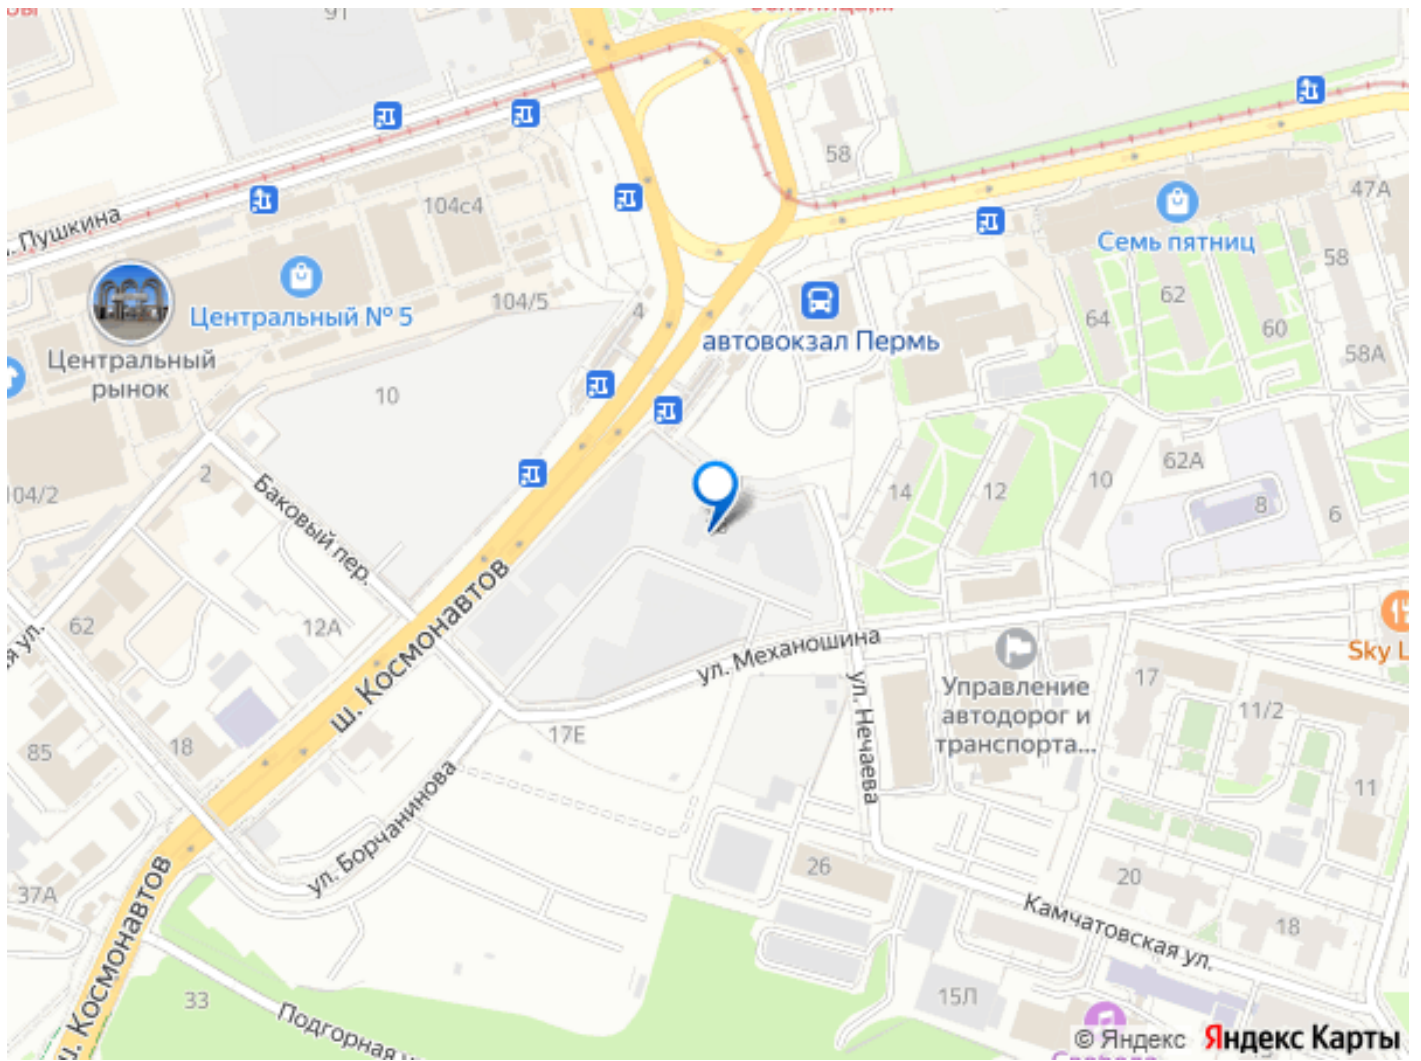 91
58
47А
104с4
л. Пушкина
Семь пятниц
58
Центральный № 5
104/5
4
62
64
60
автовокзал Пермь
58А
Центральный
рынок
10
2
104/2
62А
14
12
10
8
6
Баковый пер.
62
12А
ш. Космонавтов
ул. Механошина
Sky L
17
Управление
автодорог и
транспорта...
11/2
17Е
18
85
ул. Нечаева
11
ул. Борчанинова
26
20
37А
Камчатовская ул.
18
ш. Космонавтов
33
15Л
Подгорная
© Яндекс Яндекс Карты